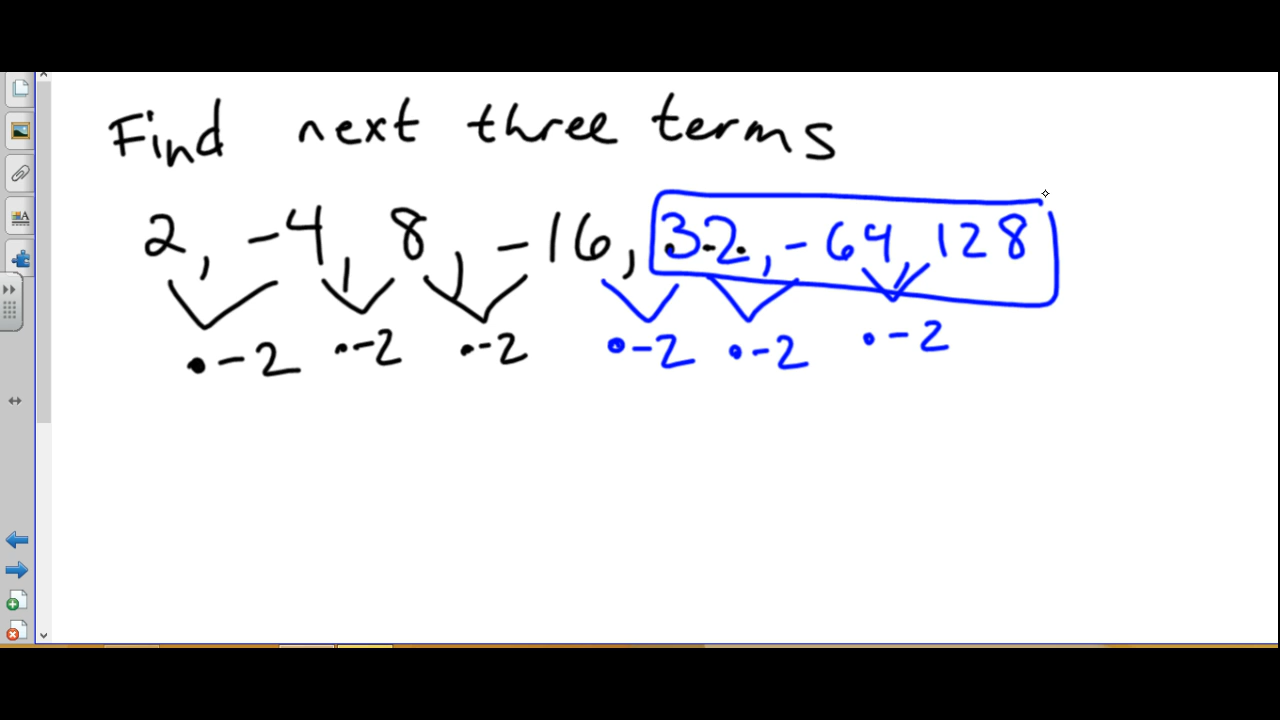 Find next three terms
2, -4, 8, -16, 32, -64, 128
•-2 •-2 •-2 •-2 •-2 •-2